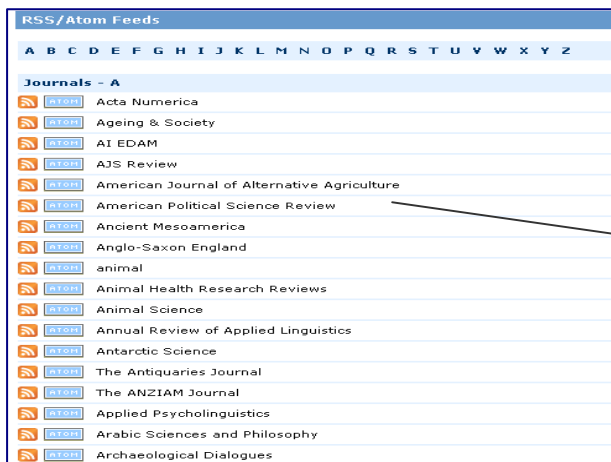 RSS/Atom Feeds
A B C D E F G H I J K L M N O P Q R S T U V W X Y Z
Journals - A
ATOM Acta Numerica
ATOM Ageing & Society
ATOM AI EDAM
ATOM AJS Review
ATOM American Journal of Alternative Agriculture
ATOM American Political Science Review
ATOM Ancient Mesoamerica
ATOM Anglo-Saxon England
ATOM animal
ATOM Animal Health Research Reviews
ATOM Animal Science
ATOM Annual Review of Applied Linguistics
ATOM Antarctic Science
ATOM The Antiquaries Journal
ATOM The ANZIAM Journal
ATOM Applied Psycholinguistics
ATOM Arabic Sciences and Philosophy
ATOM Archaeological Dialogues